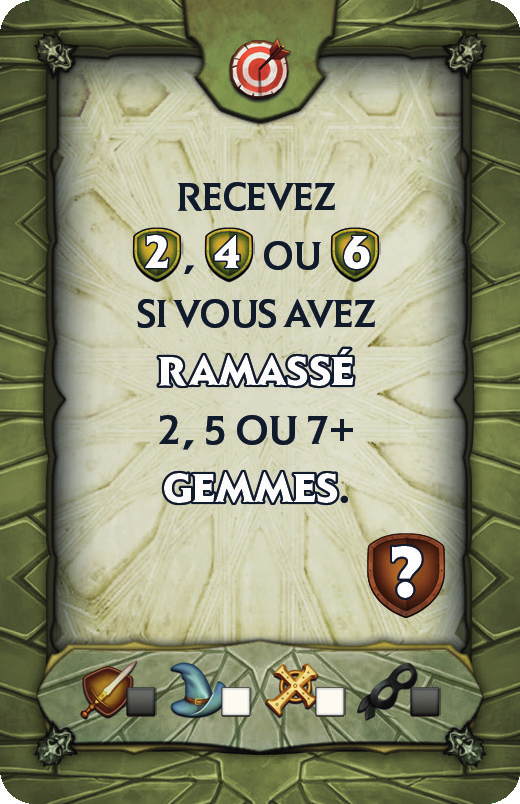 RECEVEZ
2, 4 OU 6
SI VOUS AVEZ
RAMASSÉ
2, 5 OU 7+
GEMMES.
?